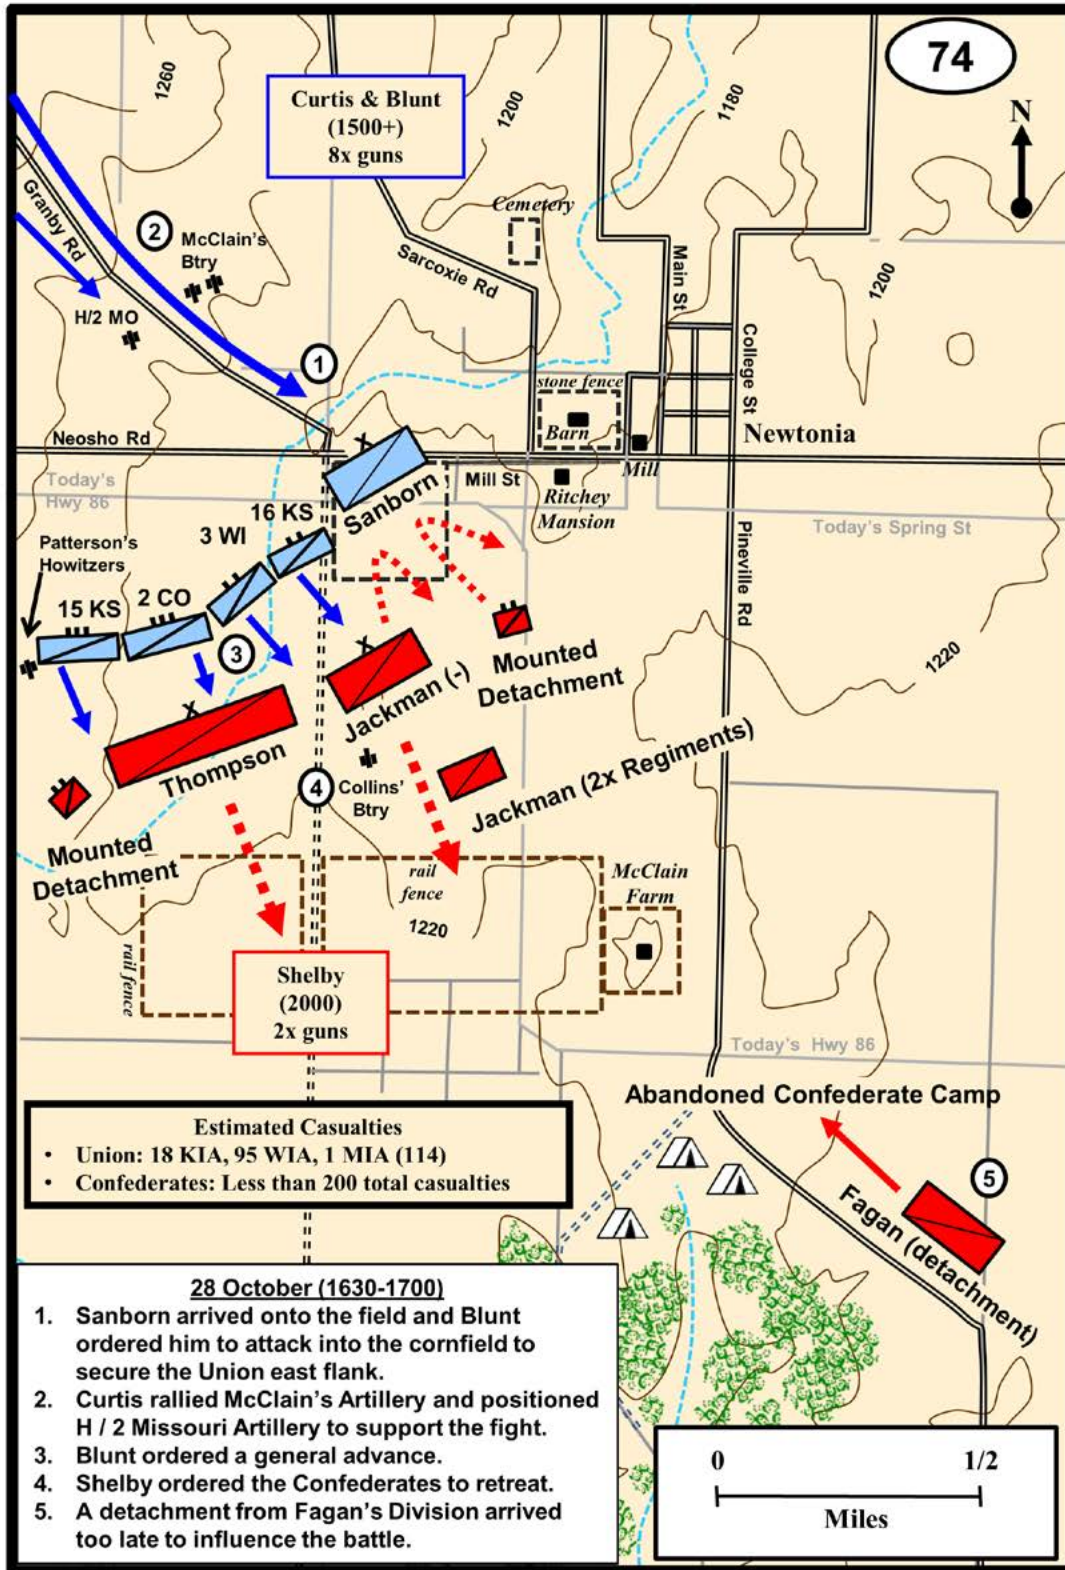 74
1260
Curtis & Blunt
(1500+)
8x guns
1200
1180
N
Granby Rd
2
McClain's
Btry
Cemetery
Sarcoxie Rd
Main St
1200
H/2 MO
1
College St
stone fence
Barn
Mill
Newtonia
Neosho Rd
Mill St
Ritchey
Mansion
Today's
Hwy 86
X
Sanborn
16 KS
3 WI
Today's Spring St
Patterson's
Howitzers
15 KS
2 CO
Pineville Rd
3
1220
X
Jackman (-)
Mounted
Detachment
X
Thompson
Jackman (2x Regiments)
4
Collins'
Btry
Mounted
Detachment
rail
fence
1220
McClain
Farm
rail fence
Shelby
(2000)
2x guns
Today's Hwy 86
Abandoned Confederate Camp
5
Fagan (detachment)
Estimated Casualties
• Union: 18 KIA, 95 WIA, 1 MIA (114)
• Confederates: Less than 200 total casualties
28 October (1630-1700)
1. Sanborn arrived onto the field and Blunt
ordered him to attack into the cornfield to
secure the Union east flank.
2. Curtis rallied McClain's Artillery and positioned
H / 2 Missouri Artillery to support the fight.
3. Blunt ordered a general advance.
4. Shelby ordered the Confederates to retreat.
5. A detachment from Fagan's Division arrived
too late to influence the battle.
0
1/2
Miles